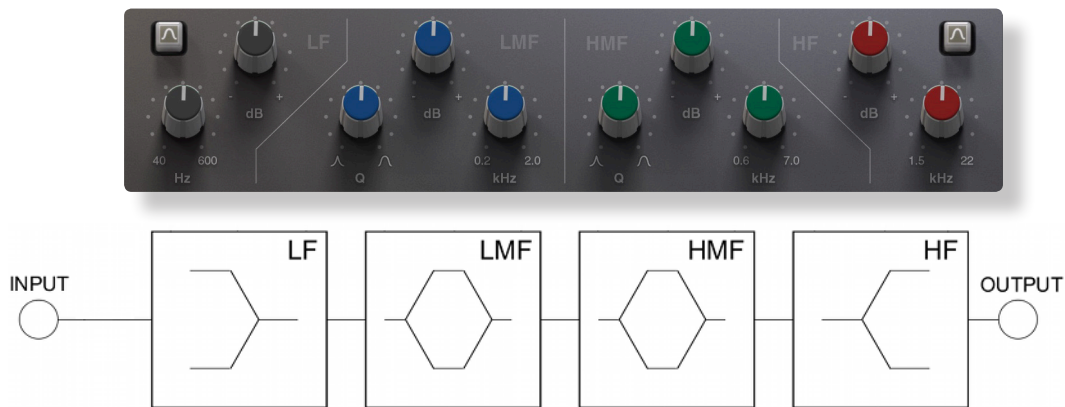 LF
LMF
HMF
HF
- +
dB
- +
dB
- +
dB
- +
dB
40 600
Hz
Q
0.2 2.0
kHz
Q
0.6 7.0
kHz
1.5 22
kHz
LF
LMF
HMF
HF
INPUT
OUTPUT